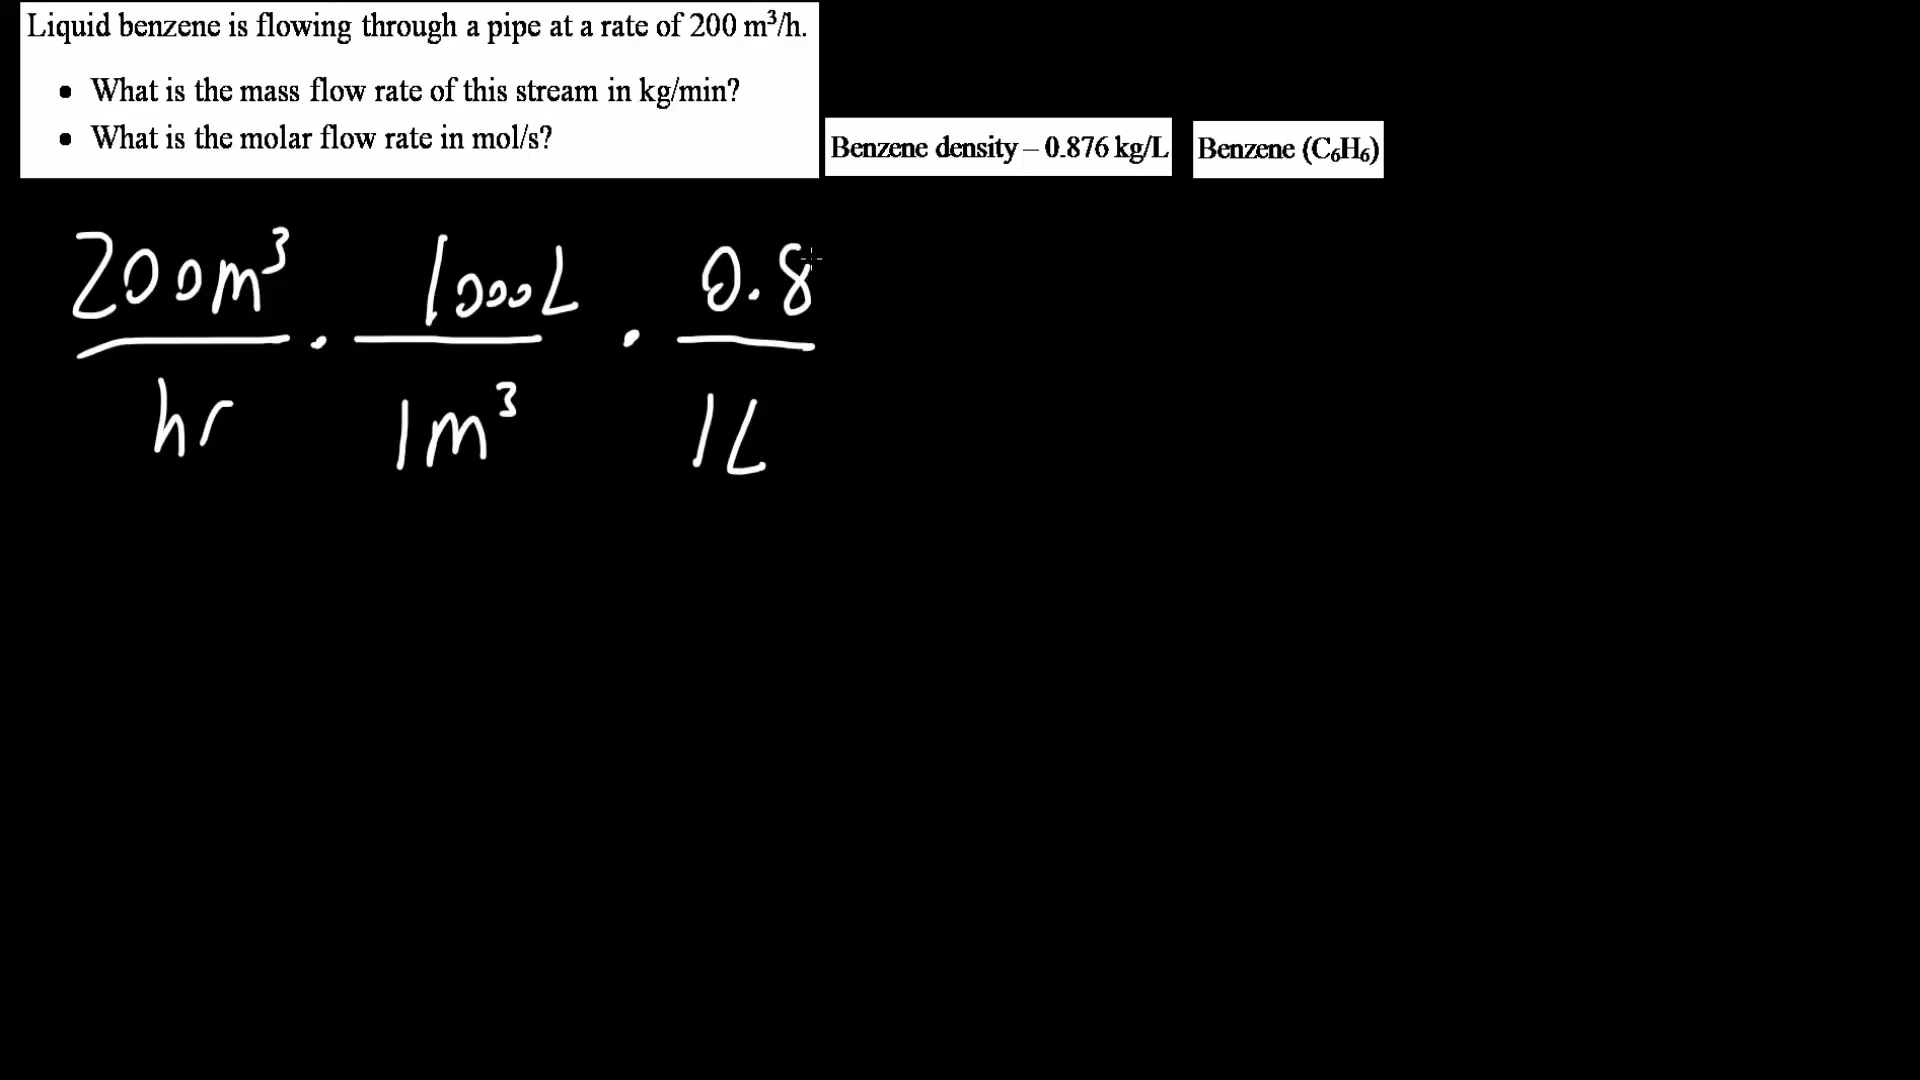 Liquid benzene is flowing through a pipe at a rate of 200 m³/h.
• What is the mass flow rate of this stream in kg/min?
• What is the molar flow rate in mol/s?
Benzene density – 0.876 kg/L
Benzene (C₆H₆)
200m³ 1000L 0.8
hr · 1m³ · 1L